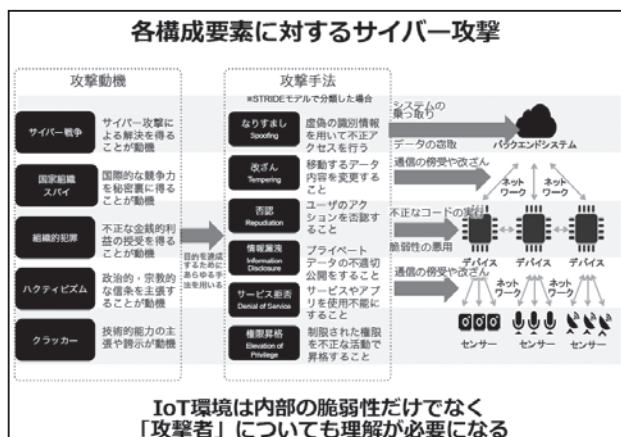 各構成要素に対するサイバー攻撃
攻撃動機
サイバー戦争
サイバー攻撃
による解決を得る
ことが動機
国家組織
スパイ
国際的な競争力
を秘密裏に得る
ことが動機
組織的犯罪
不正な金銭的利
益の授受を得るこ
とが動機
ハクティビズム
政治的・宗教的
な信条を主張す
ることが動機
クラッカー
技術的能力の主
張や誇示が動機
目的を達成
するために
あらゆる手
法を用いる
攻撃手法
※STRIDEモデルで分類した場合
なりすまし
Spoofing
虚偽の識別情報
を用いて不正アク
セスを行う
改ざん
Tempering
移動するデータ
内容を変更する
こと
否認
Repudiation
ユーザのアク
ションを否認す
ること
情報漏洩
Information
Disclosure
プライベート
データの不適切
公開をすること
サービス拒否
Denial of Service
サービスやアプ
リを使用不能に
すること
権限昇格
Elevation of
Privilege
制限された権限
を不正な活動で
昇格すること
システムの
乗っ取り
データの窃取
バックエンドシステム
通信の傍受や改ざん
ネット
ワーク
ネット
ワーク
不正なコードの実行
脆弱性の悪用
デバイス
デバイス
デバイス
通信の傍受や改ざん
ネット
ワーク
ネット
ワーク
センサー
センサー
センサー
IoT環境は内部の脆弱性だけでなく
「攻撃者」についても理解が必要になる